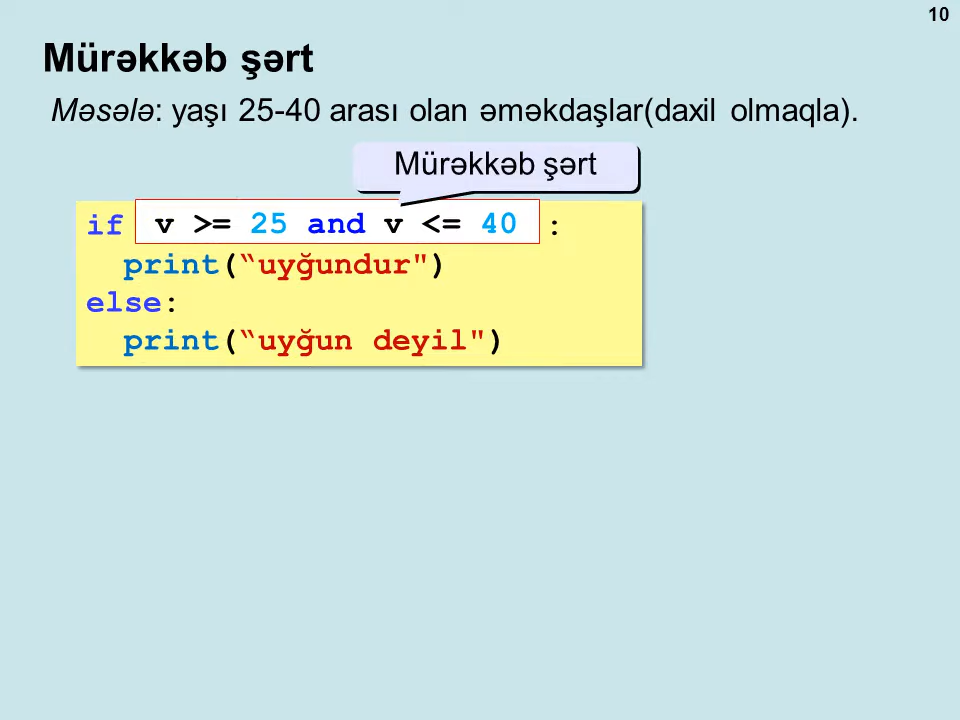 10
Mürəkkəb şərt
Məsələ: yaşı 25-40 arası olan əməkdaşlar(daxil olmaqla).
Mürəkkəb şərt
if v >= 25 and v <= 40 :
print(“uyğundur")
else:
print(“uyğun deyil")